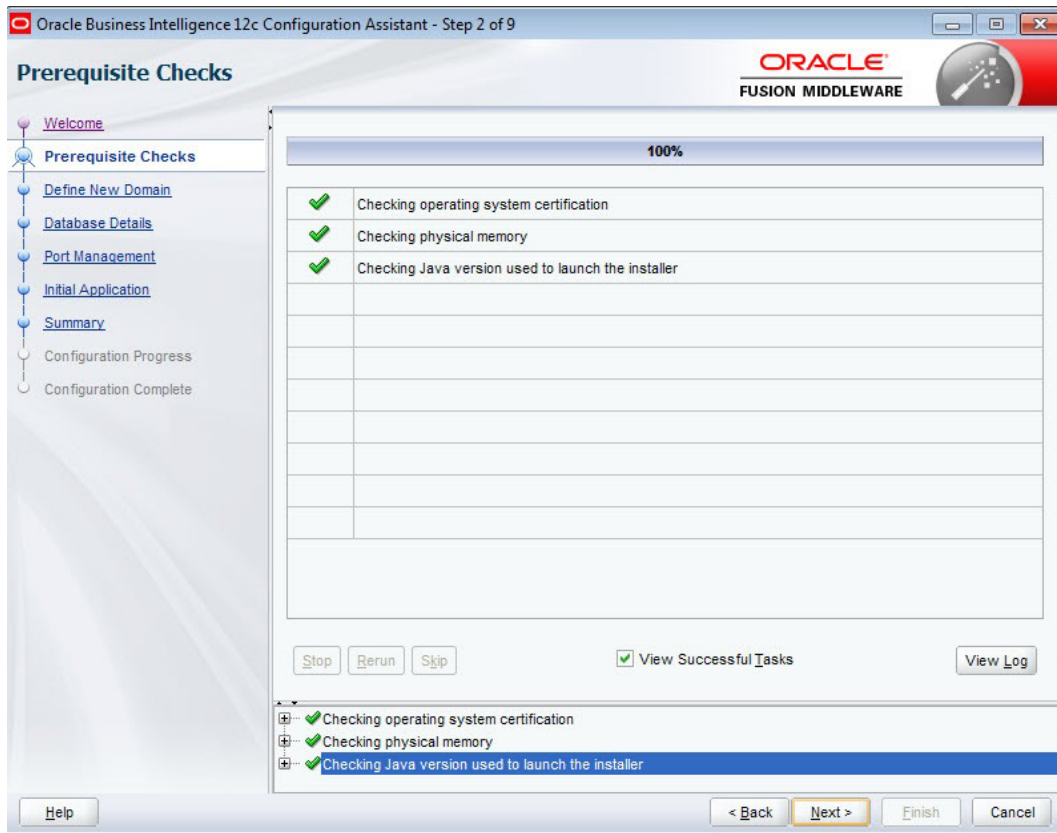 Oracle Business Intelligence 12c Configuration Assistant - Step 2 of 9
Prerequisite Checks
ORACLE
FUSION MIDDLEWARE
Welcome
Prerequisite Checks
Define New Domain
Database Details
Port Management
Initial Application
Summary
Configuration Progress
Configuration Complete
100%
Checking operating system certification
Checking physical memory
Checking Java version used to launch the installer
Stop Rerun Skip View Successful Tasks View Log
Checking operating system certification
Checking physical memory
Checking Java version used to launch the installer
Help < Back Next > Finish Cancel